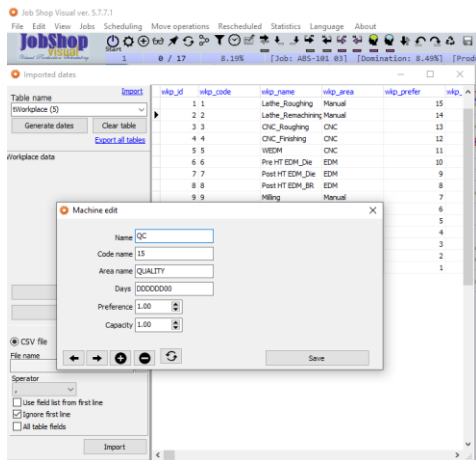 Job Shop Visual ver. 5.7.7.1
File Edit View Jobs Scheduling Move operations Rescheduled Statistics Language About
JobShop
Visual
Start
1 0 / 17 8.19% [Job: ABS-101 03] [Domination: 8.49%] [Prod
Imported dates
Import
Table name
tWorkplace (5)
Generate dates Clear table
Export all tables
Workplace data
wkp_id wkp_code wkp_name wkp_area wkp_prefer wkp_
1 1 Lathe_Roughing Manual 15
2 2 Lathe_Remachining Manual 14
3 3 CNC_Roughing CNC 13
4 4 CNC_Finishing CNC 12
5 5 WEDM CNC 11
6 6 Pre HT EDM_Die EDM 10
7 7 Post HT EDM_Die EDM 9
8 8 Post HT EDM_BR EDM 8
9 9 Milling Manual 7
6
5
4
3
2
1
Machine edit
Name QC
Code name 15
Area name QUALITY
Days DDDDDD00
Preference 1.00
Capacity 1.00
Save
CSV file
File name
Sperator
,
Use field list from first line
Ignore first line
All table fields
Import